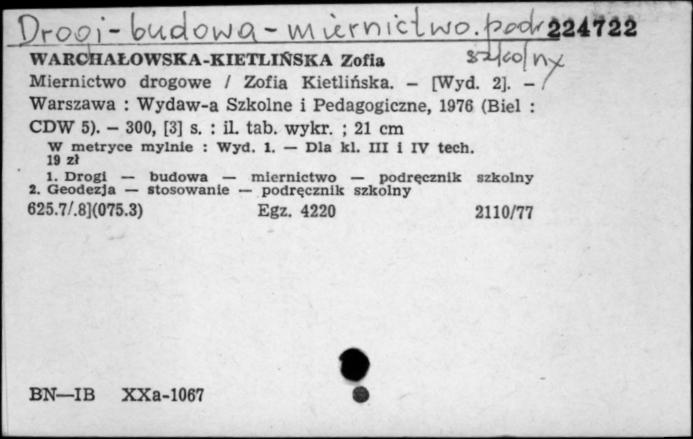 Drogi - budowa - miernictwo. podr 224722
szkolny
WARCHAŁOWSKA-KIETLIŃSKA Zofia
Miernictwo drogowe / Zofia Kietlińska. — [Wyd. 2]. —
Warszawa : Wydaw-a Szkolne i Pedagogiczne, 1976 (Biel :
CDW 5). — 300, [3] s. : il. tab. wykr. ; 21 cm
W metryce mylnie : Wyd. 1. — Dla kl. III i IV tech.
19 zł
1. Drogi — budowa — miernictwo — podręcznik szkolny
2. Geodezja — stosowanie — podręcznik szkolny
625.7/.8](075.3) Egz. 4220 2110/77
BN—IB XXa-1067